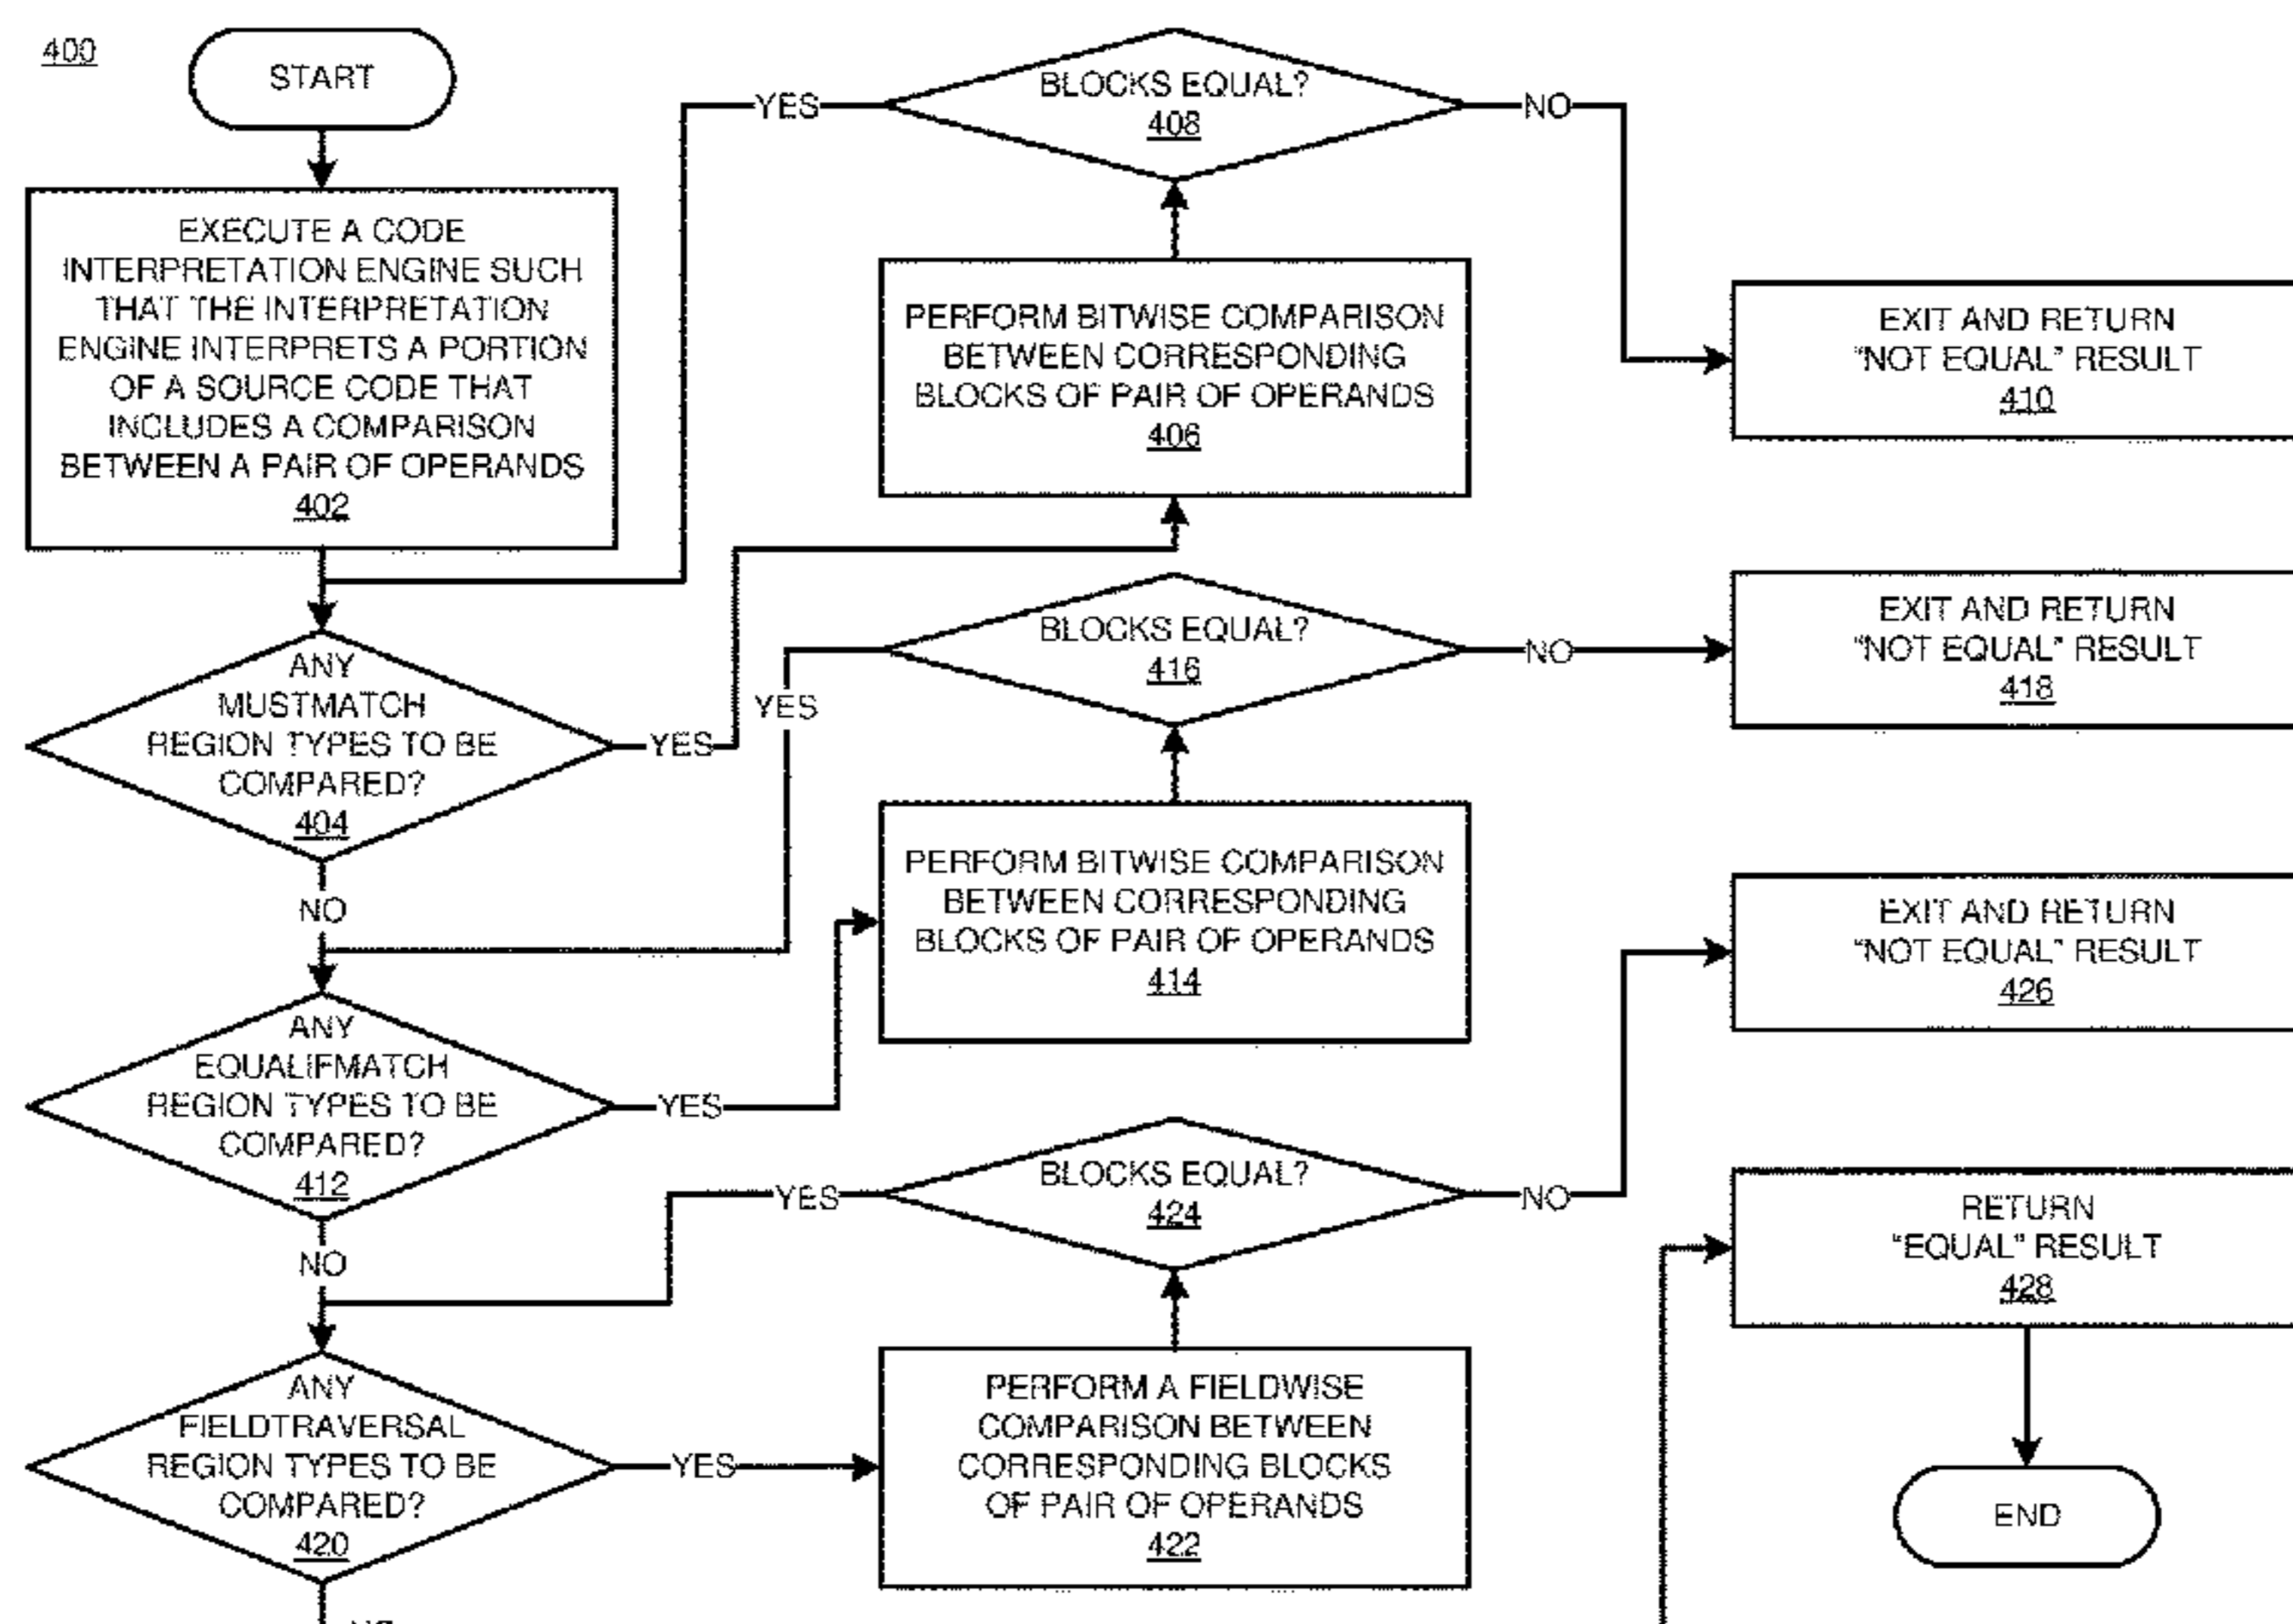 400
START
EXECUTE A CODE
INTERPRETATION ENGINE SUCH
THAT THE INTERPRETATION
ENGINE INTERPRETS A PORTION
OF A SOURCE CODE THAT
INCLUDES A COMPARISON
BETWEEN A PAIR OF OPERANDS
402
ANY
MUSTMATCH
REGION TYPES TO BE
COMPARED?
404
YES
NO
PERFORM BITWISE COMPARISON
BETWEEN CORRESPONDING
BLOCKS OF PAIR OF OPERANDS
406
BLOCKS EQUAL?
408
YES
NO
EXIT AND RETURN
"NOT EQUAL" RESULT
410
ANY
EQUALIFMATCH
REGION TYPES TO BE
COMPARED?
412
YES
NO
PERFORM BITWISE COMPARISON
BETWEEN CORRESPONDING
BLOCKS OF PAIR OF OPERANDS
414
BLOCKS EQUAL?
416
YES
NO
EXIT AND RETURN
"NOT EQUAL" RESULT
418
ANY
FIELDTRAVERSAL
REGION TYPES TO BE
COMPARED?
420
YES
PERFORM A FIELDWISE
COMPARISON BETWEEN
CORRESPONDING BLOCKS
OF PAIR OF OPERANDS
422
BLOCKS EQUAL?
424
YES
NO
EXIT AND RETURN
"NOT EQUAL" RESULT
426
RETURN
"EQUAL" RESULT
428
END